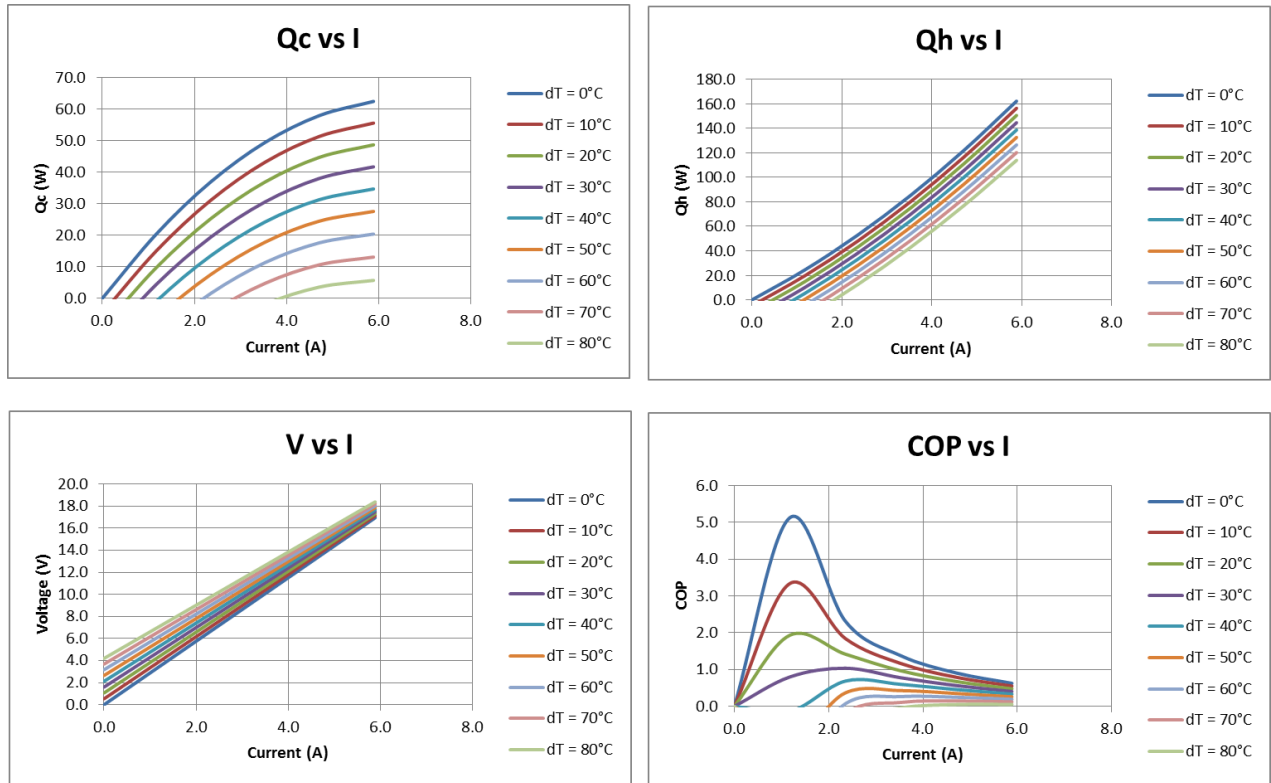 Qc vs I
Qc (W)
70.0
60.0
50.0
40.0
30.0
20.0
10.0
0.0
0.0 2.0 4.0 6.0 8.0
Current (A)
dT = 0°C
dT = 10°C
dT = 20°C
dT = 30°C
dT = 40°C
dT = 50°C
dT = 60°C
dT = 70°C
dT = 80°C
Qh vs I
Qh (W)
180.0
160.0
140.0
120.0
100.0
80.0
60.0
40.0
20.0
0.0
0.0 2.0 4.0 6.0 8.0
Current (A)
dT = 0°C
dT = 10°C
dT = 20°C
dT = 30°C
dT = 40°C
dT = 50°C
dT = 60°C
dT = 70°C
dT = 80°C
V vs I
Voltage (V)
20.0
18.0
16.0
14.0
12.0
10.0
8.0
6.0
4.0
2.0
0.0
0.0 2.0 4.0 6.0 8.0
Current (A)
dT = 0°C
dT = 10°C
dT = 20°C
dT = 30°C
dT = 40°C
dT = 50°C
dT = 60°C
dT = 70°C
dT = 80°C
COP vs I
COP
6.0
5.0
4.0
3.0
2.0
1.0
0.0
0.0 2.0 4.0 6.0 8.0
Current (A)
dT = 0°C
dT = 10°C
dT = 20°C
dT = 30°C
dT = 40°C
dT = 50°C
dT = 60°C
dT = 70°C
dT = 80°C